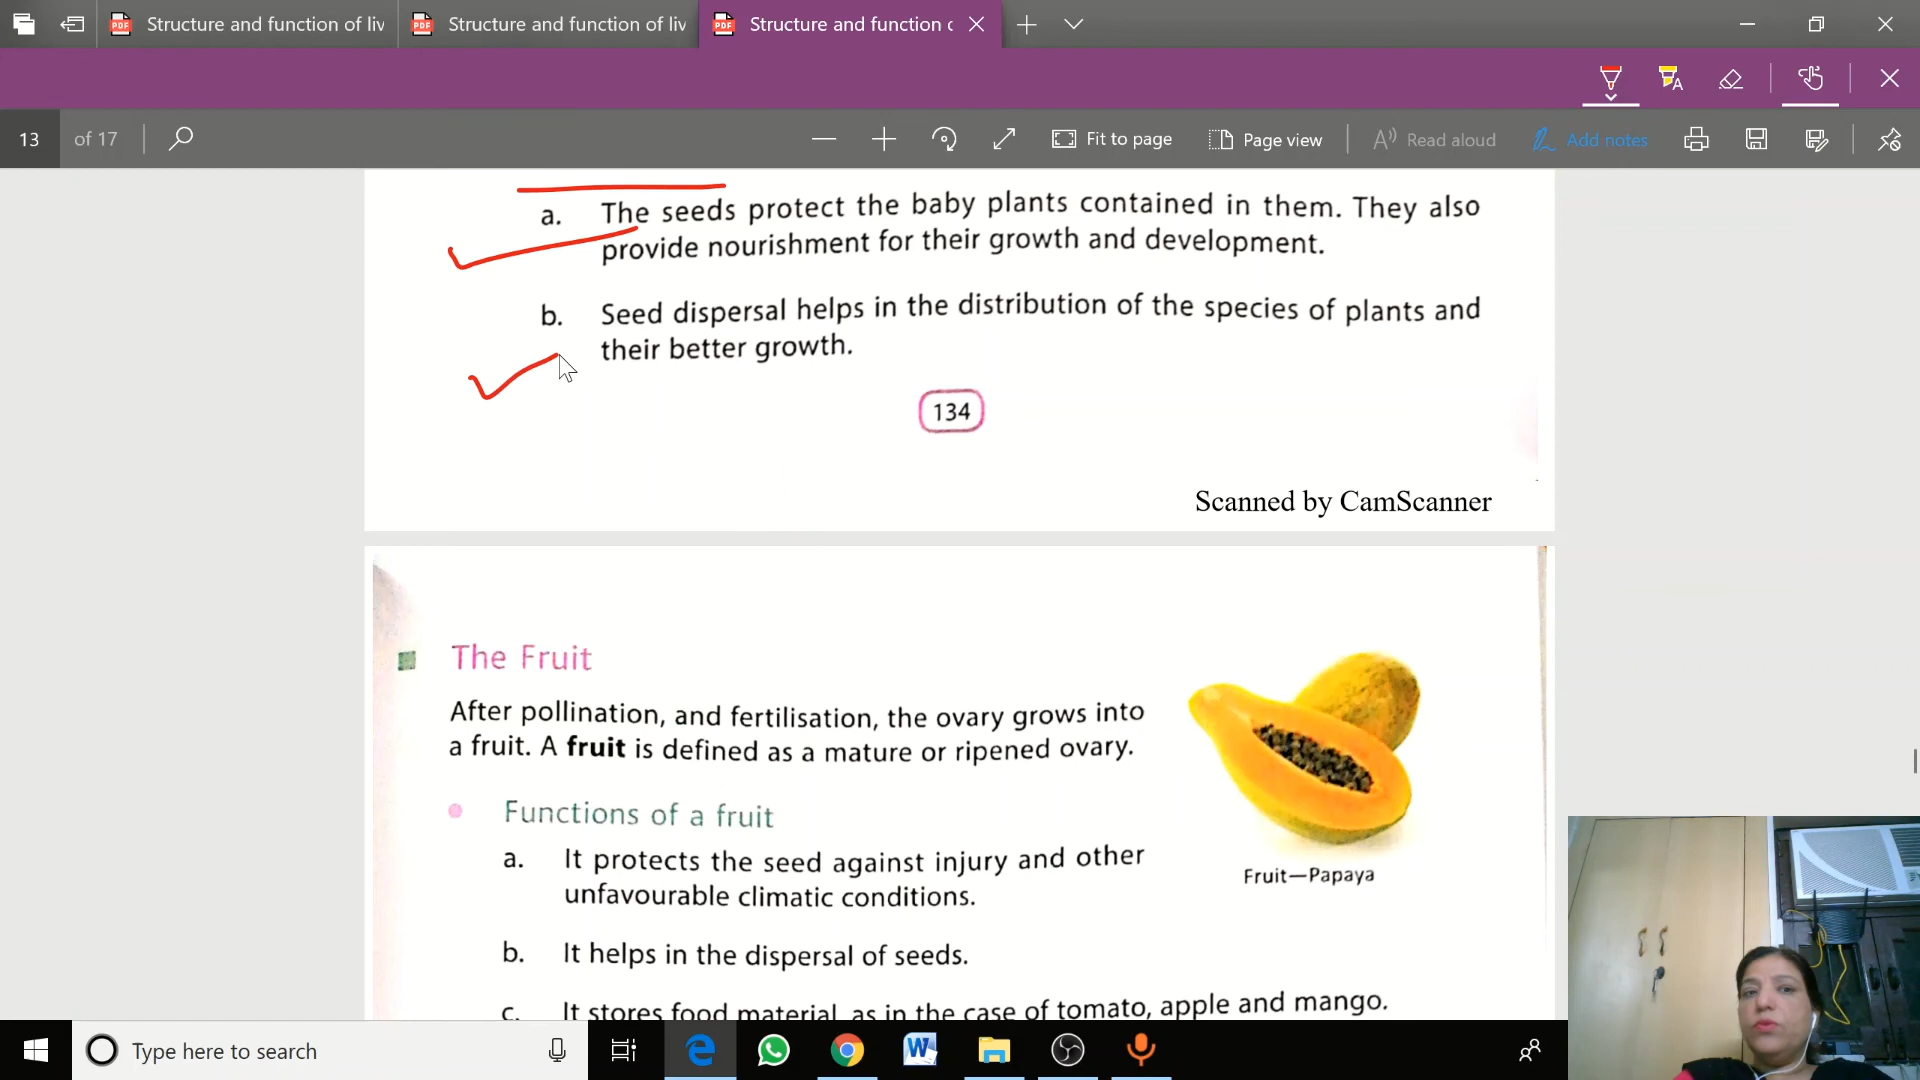 Structure and function of liv
Structure and function of liv
Structure and function o
13 of 17
Fit to page
Page view
Read aloud
Add notes
a. The seeds protect the baby plants contained in them. They also
provide nourishment for their growth and development.
b. Seed dispersal helps in the distribution of the species of plants and
their better growth.
134
Scanned by CamScanner
The Fruit
After pollination, and fertilisation, the ovary grows into
a fruit. A fruit is defined as a mature or ripened ovary.
Functions of a fruit
a. It protects the seed against injury and other
unfavourable climatic conditions.
Fruit—Papaya
b. It helps in the dispersal of seeds.
c. It stores food material, as in the case of tomato, apple and mango.
Type here to search